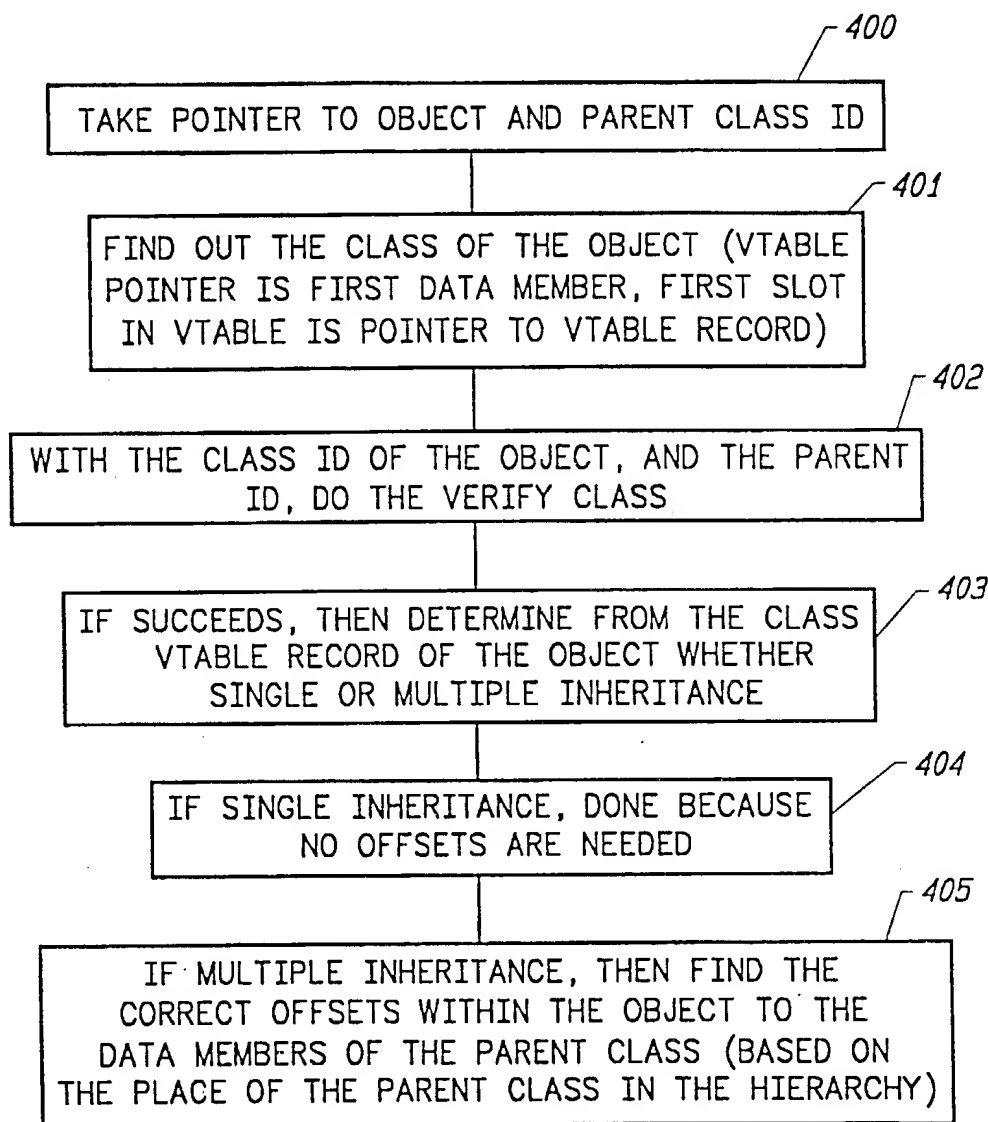 400
TAKE POINTER TO OBJECT AND PARENT CLASS ID
401
FIND OUT THE CLASS OF THE OBJECT (VTABLE
POINTER IS FIRST DATA MEMBER, FIRST SLOT
IN VTABLE IS POINTER TO VTABLE RECORD)
402
WITH THE CLASS ID OF THE OBJECT, AND THE PARENT
ID, DO THE VERIFY CLASS
403
IF SUCCEEDS, THEN DETERMINE FROM THE CLASS
VTABLE RECORD OF THE OBJECT WHETHER
SINGLE OR MULTIPLE INHERITANCE
404
IF SINGLE INHERITANCE, DONE BECAUSE
NO OFFSETS ARE NEEDED
405
IF MULTIPLE INHERITANCE, THEN FIND THE
CORRECT OFFSETS WITHIN THE OBJECT TO THE
DATA MEMBERS OF THE PARENT CLASS (BASED ON
THE PLACE OF THE PARENT CLASS IN THE HIERARCHY)